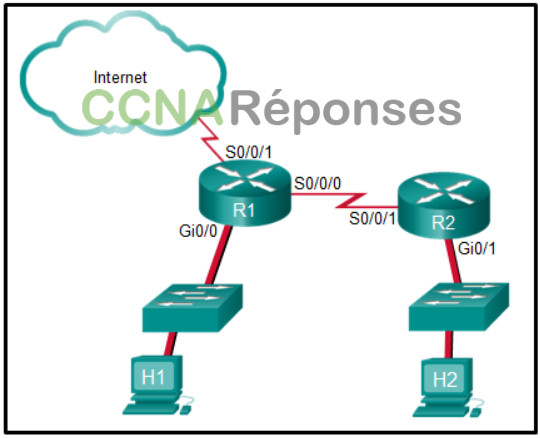 Internet
CCNARéponses
S0/0/1
S0/0/0
R1
S0/0/1
R2
Gi0/0
Gi0/1
H1
H2